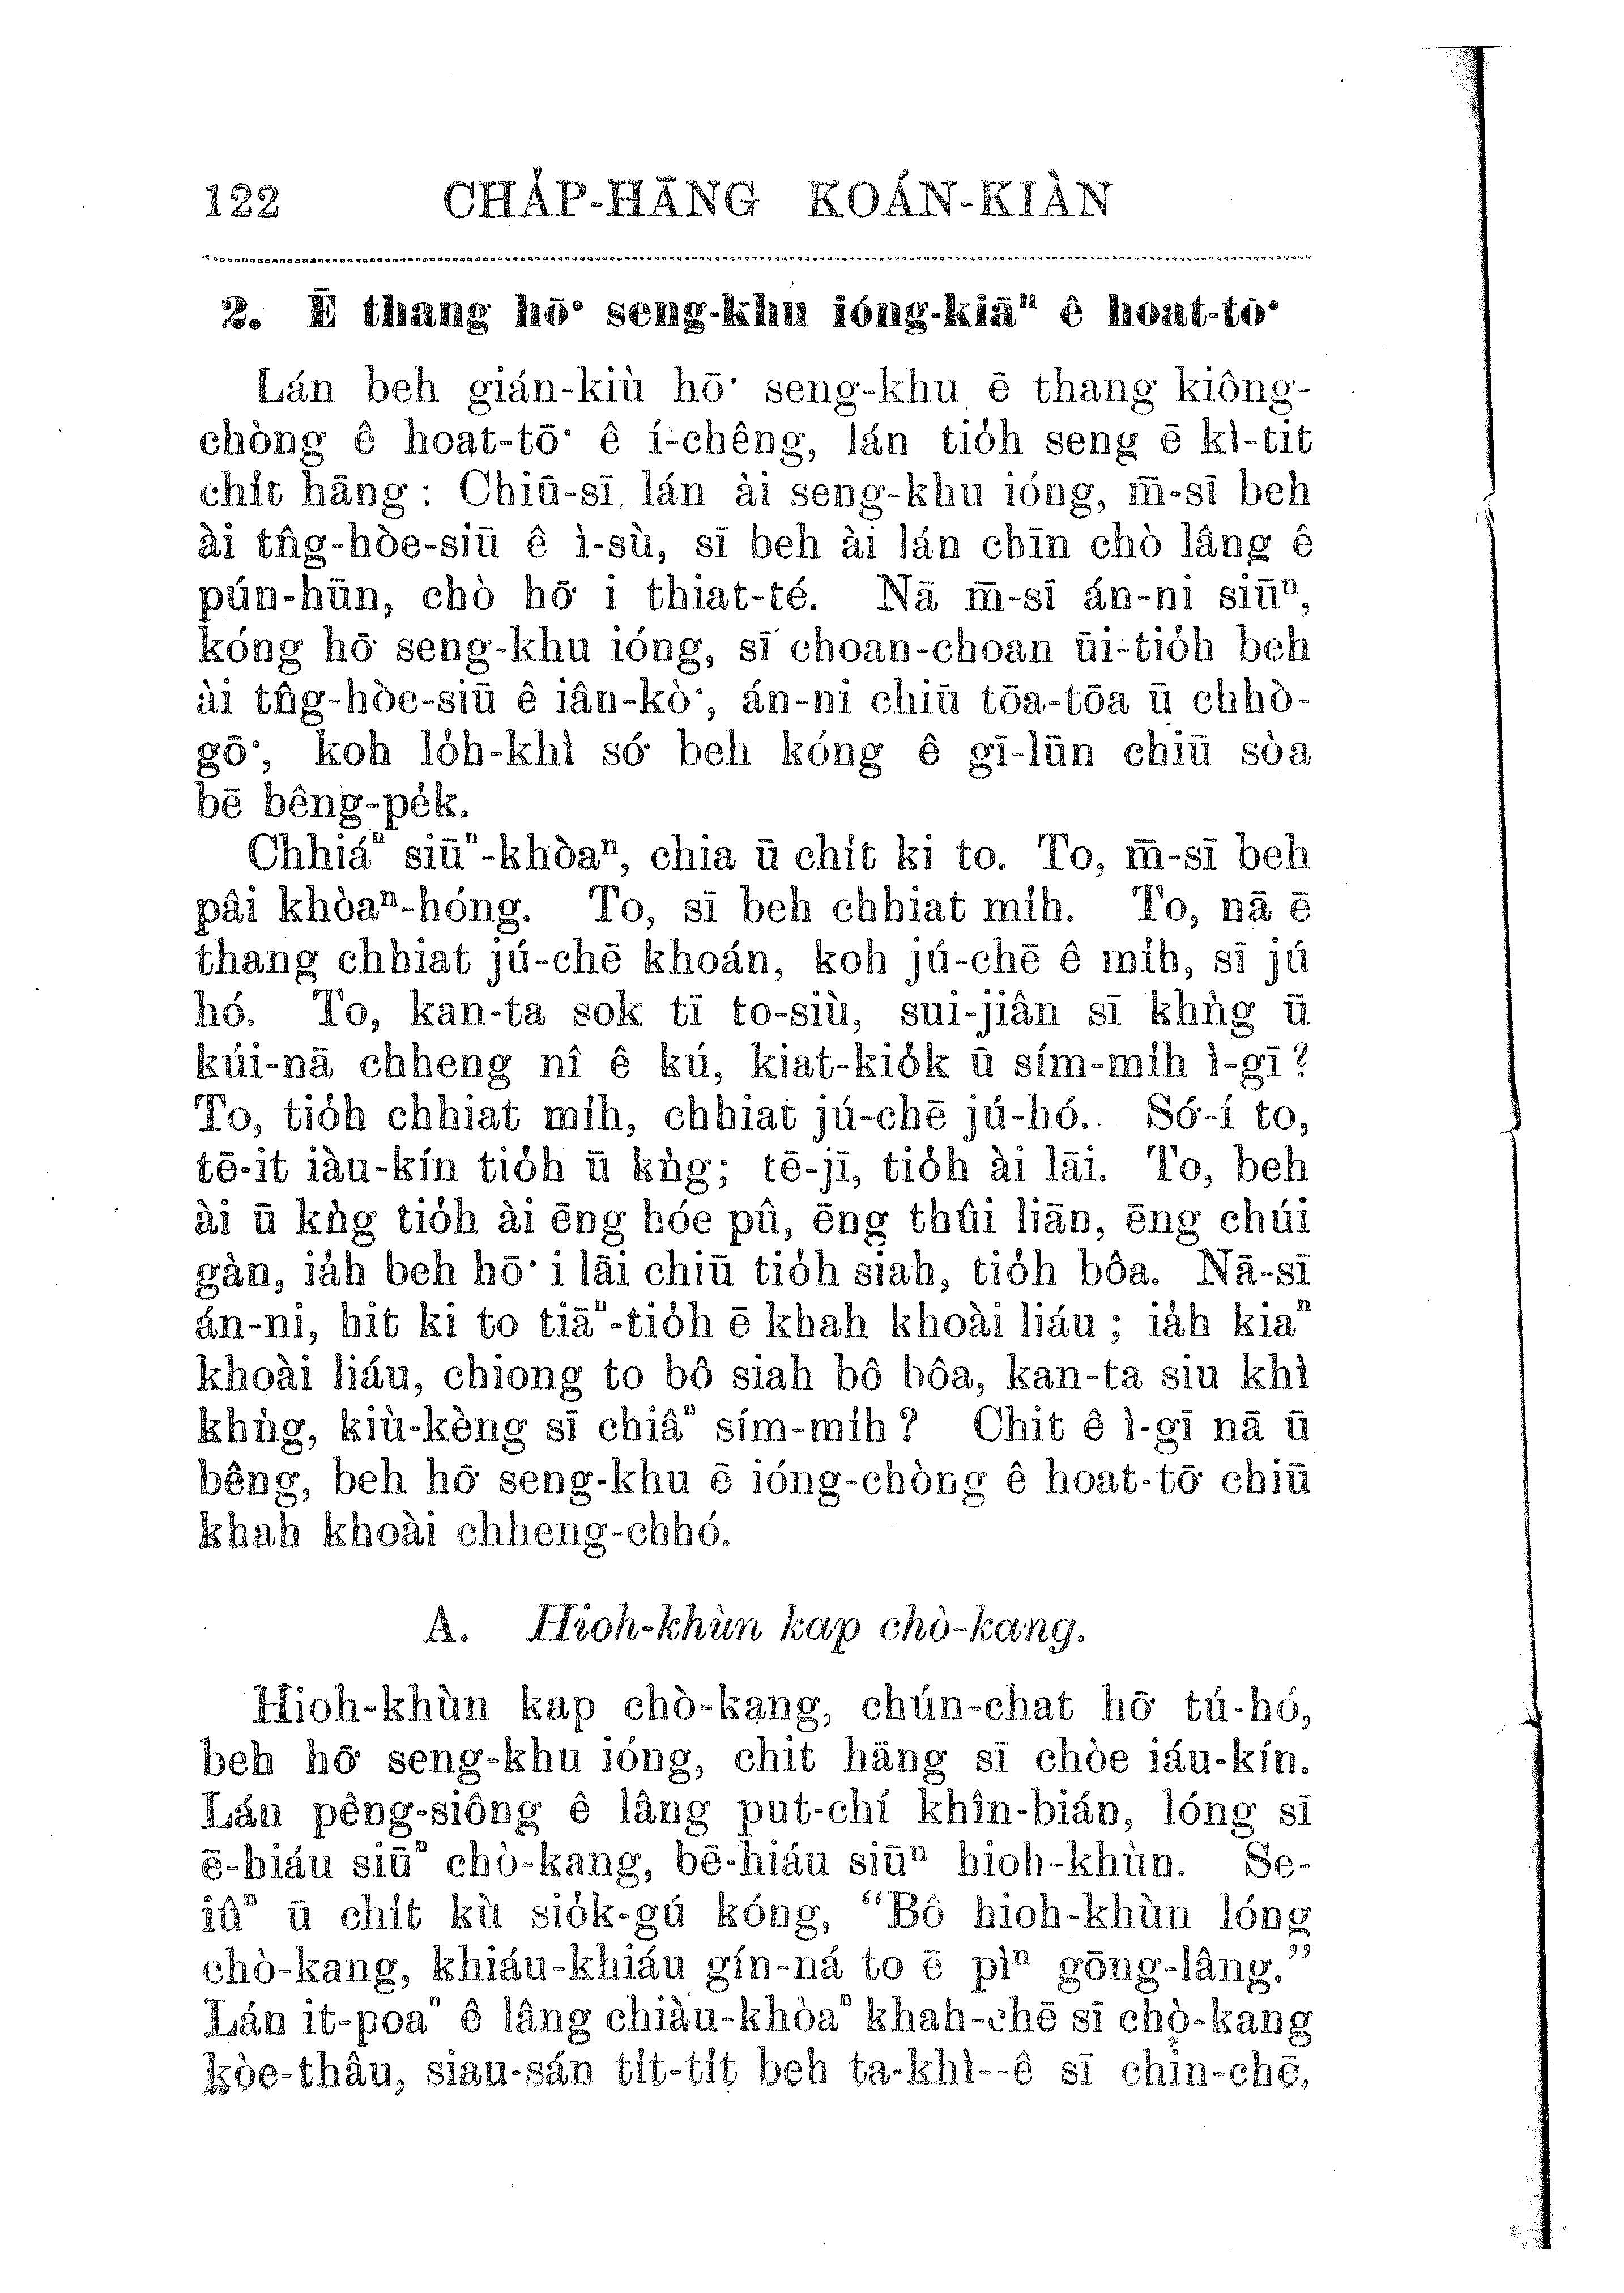 122 CHA̍P-HĀNG KOÁN-KIÀN
2. Ē thang hō͘ seng-khu ióng-kiāⁿ ê hoat-tō͘
Lán beh gián-kiù hō͘ seng-khu ē thang kiông-
chòng ê hoat-tō͘ ê í-chêng, lán tio̍h seng ē kì-tit
chi̍t hāng: Chiū-sī, lán ài seng-khu ióng, m̄-sī beh
ài tn̂g-hòe-siū ê ì-sù, sī beh ài lán chīn chò lâng ê
pún-hūn, chò hō͘ i thiat-té. Nā m̄-sī án-ni siūⁿ,
kóng hō͘ seng-khu ióng, sī choan-choan ūi-tio̍h beh
ài tn̂g-hòe-siū ê iân-kò͘, án-ni chiū tōa-tōa ū chhò-
gō͘, koh lo̍h-khì só͘ beh kóng ê gī-lūn chiū sòa
bē bêng-pe̍k.
Chhiáⁿ siūⁿ-khòaⁿ, chia ū chi̍t ki to. To, m̄-sī beh
pâi khòaⁿ-hóng. To, sī beh chhiat mi̍h. To, nā ē
thang chhiat jú-chē khoán, koh jú-chē ê mi̍h, sī jú
hó. To, kan-ta sok tī to-siù, sui-jiân sī khǹg ū
kúi-nā chheng nî ê kú, kiat-kio̍k ū sím-mi̍h ì-gī?
To, tio̍h chhiat mi̍h, chhiat jú-chē jú-hó. Só͘-í to,
tē-it iàu-kín tio̍h ū kǹg; tē-jī, tio̍h ài lāi. To, beh
ài ū kǹg tio̍h ài ēng hóe pû, ēng thûi liān, ēng chúi
gàn, ia̍h beh hō͘ i lāi chiū tio̍h siah, tio̍h bôa. Nā-sī
án-ni, hit ki to tiāⁿ-tio̍h ē khah khoài liáu; ia̍h kiaⁿ
khoài liáu, chiong to bô siah bô bôa, kan-ta siu khì
khǹg, kiù-kèng sī chiâⁿ sím-mi̍h? Chit ê ì-gī nā ū
bêng, beh hō͘ seng-khu ē ióng-chòng ê hoat-tō͘ chiū
khah khoài chheng-chhó.
A. Hioh-khùn kap chò-kang.
Hioh-khùn kap chò-kang, chún-chat hō͘ tú-hó,
beh hō͘ seng-khu ióng, chit hāng sī chòe iáu-kín.
Lán pêng-siông ê lâng put-chí khîn-bián, lóng sī
ē-hiáu siūⁿ chò-kang, bē-hiáu siūⁿ hioh-khùn. Se-
iûⁿ ū chi̍t kù sio̍k-gú kóng, "Bô hioh-khùn lóng
chò-kang, khiáu-khiáu gín-ná to ē pìⁿ gōng-lâng."
Lán it-poaⁿ ê lâng chiàu-khòaⁿ khah-chē sī chò-kang
kòe-thâu, siau-sán ti̍t-ti̍t beh ta-khì--ê sī chin-chē,